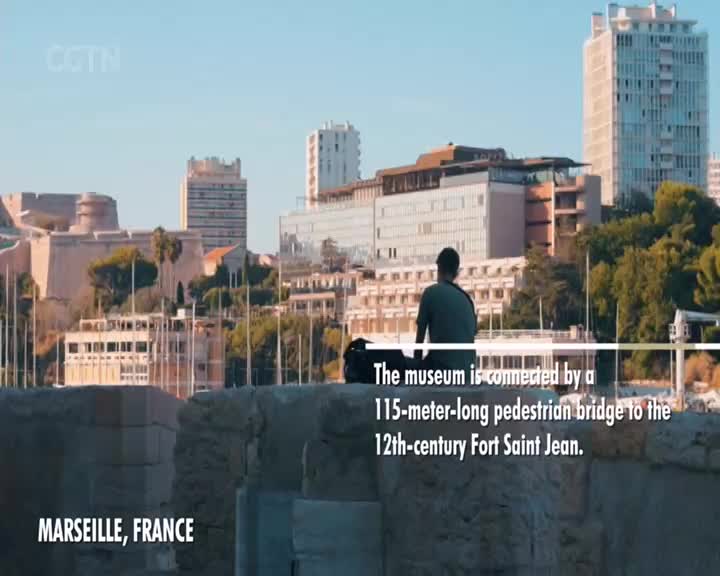 CGTN
The museum is connected by a
115-meter-long pedestrian bridge to the
12th-century Fort Saint Jean.
MARSEILLE, FRANCE